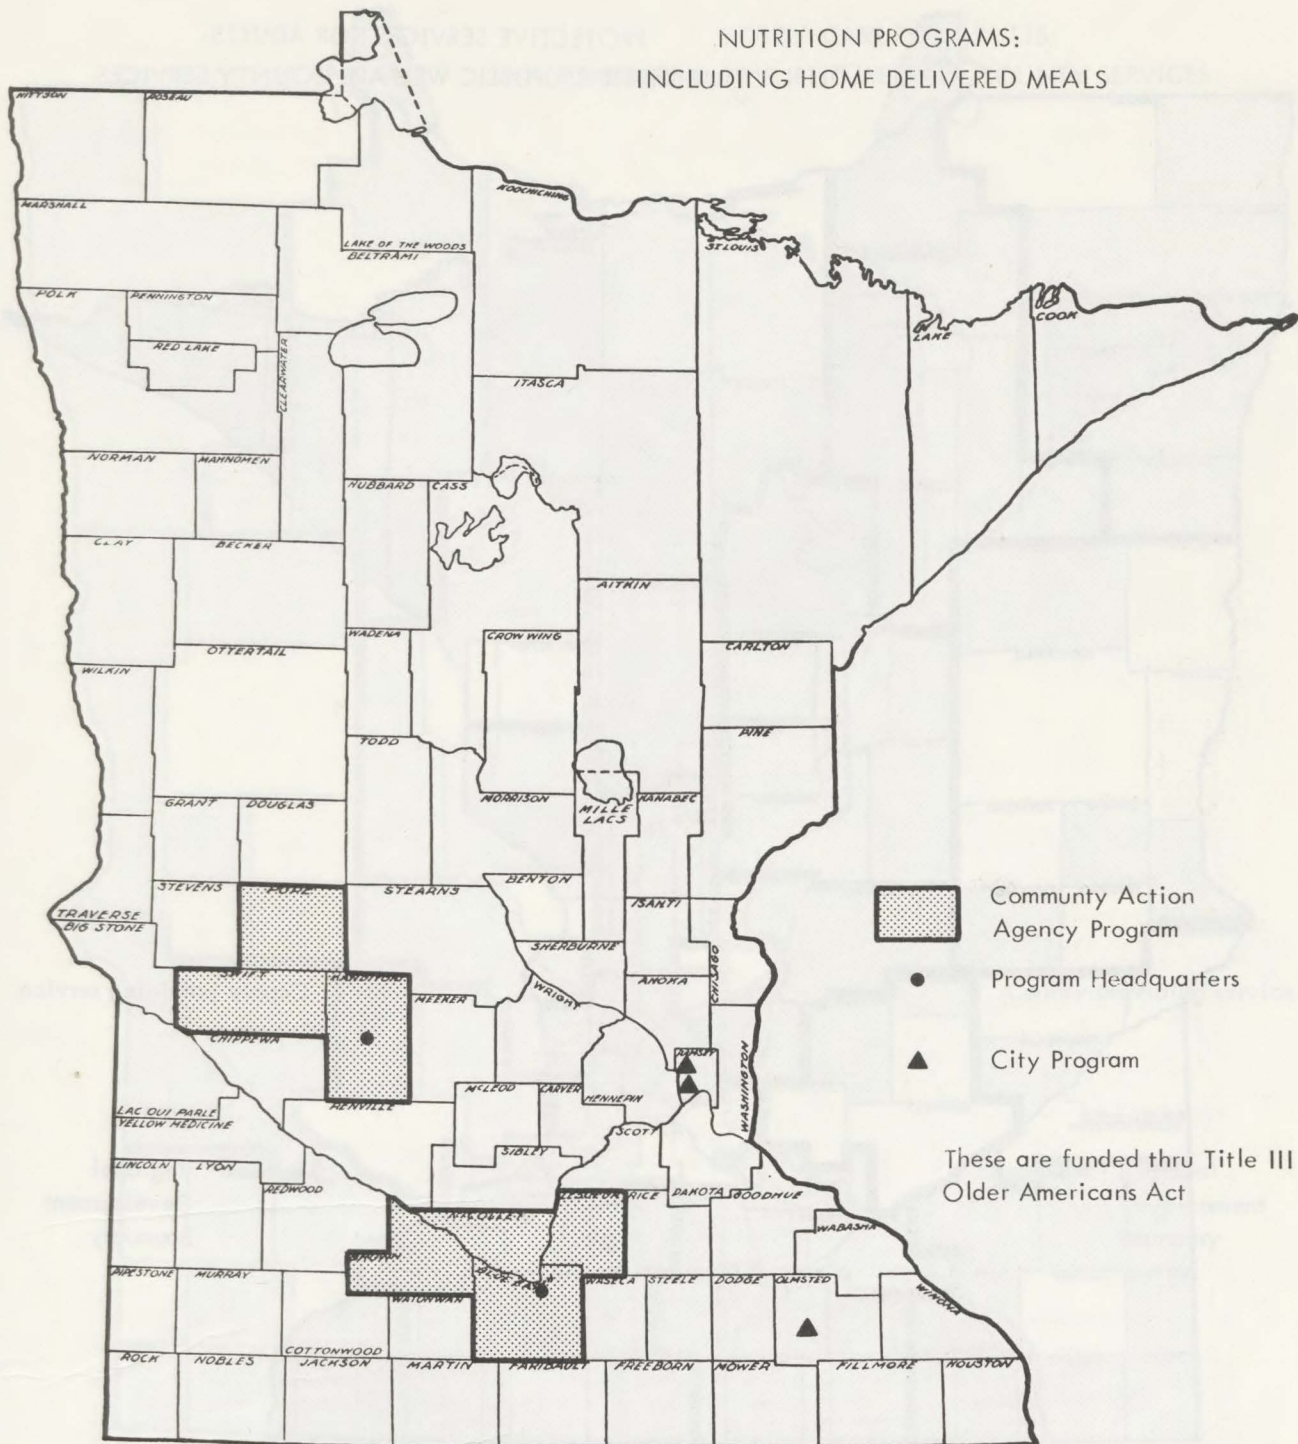 NUTRITION PROGRAMS:
INCLUDING HOME DELIVERED MEALS
KITTSON
ROSEAU
KOOCHICHING
MARSHALL
LAKE OF THE WOODS
BELTRAMI
ST. LOUIS
POLK
PENNINGTON
RED LAKE
CLEARWATER
LAKE
COOK
ITASCA
NORMAN
MAHNOMEN
HUBBARD
CASS
CLAY
BECKER
AITKIN
WADENA
CROW WING
CARLTON
OTTERTAIL
WILKIN
TODD
PINE
GRANT
DOUGLAS
MORRISON
MILLE
LACS
KANABEC
STEVENS
POPE
STEARNS
BENTON
ISANTI
TRAVERSE
BIG STONE
SHERBURNE
CHISAGO
SWIFT
KANDIYOHI
MEEKER
WRIGHT
ANOKA
CHIPPEWA
RAMSEY
WASHINGTON
McLEOD
CARVER
HENNEPIN
LAC QUI PARLE
YELLOW MEDICINE
RENVILLE
SCOTT
SIBLEY
LINCOLN
LYON
REDWOOD
LESUEUR
RICE
DAKOTA
GOODHUE
NICOLLET
WABASHA
BROWN
BLUE EARTH
PIPESTONE
MURRAY
WATONWAN
WASECA
STEELE
DODGE
OLMSTED
WINONA
COTTONWOOD
ROCK
NOBLES
JACKSON
MARTIN
FARIBAULT
FREEBORN
MOWER
FILLMORE
HOUSTON
Communty Action
Agency Program
Program Headquarters
City Program
These are funded thru Title III
Older Americans Act